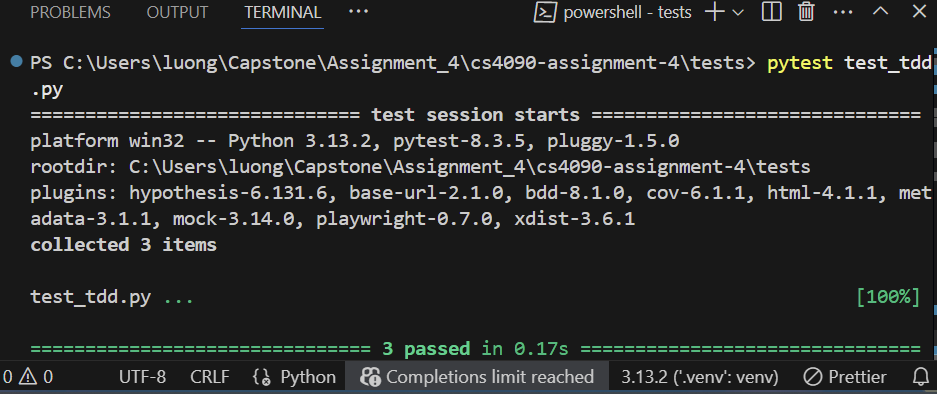 PROBLEMS OUTPUT TERMINAL ··· powershell - tests
PS C:\Users\luong\Capstone\Assignment_4\cs4090-assignment-4\tests> pytest test_tdd
.py
============================== test session starts ==============================
platform win32 -- Python 3.13.2, pytest-8.3.5, pluggy-1.5.0
rootdir: C:\Users\luong\Capstone\Assignment_4\cs4090-assignment-4\tests
plugins: hypothesis-6.131.6, base-url-2.1.0, bdd-8.1.0, cov-6.1.1, html-4.1.1, met
adata-3.1.1, mock-3.14.0, playwright-0.7.0, xdist-3.6.1
collected 3 items
test_tdd.py ... [100%]
=============================== 3 passed in 0.17s ===============================
0 0 UTF-8 CRLF Python Completions limit reached 3.13.2 ('.venv': venv) Prettier